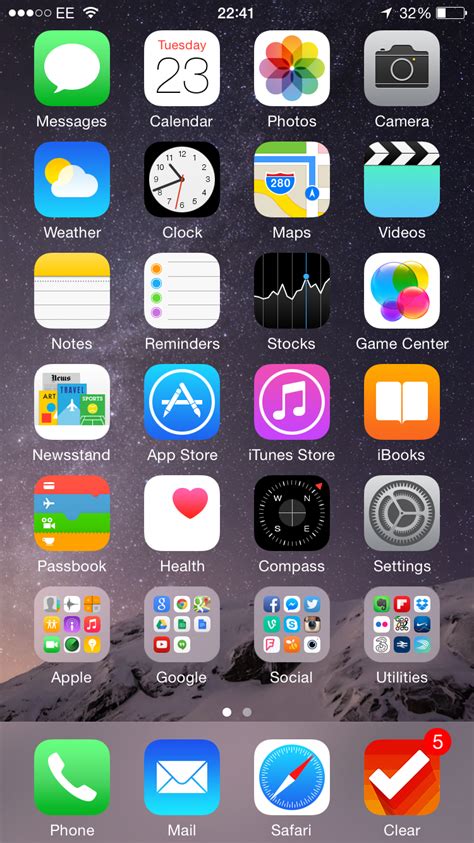 EE 22:41 32%
Tuesday
23
Messages Calendar Photos Camera
280
Weather Clock Maps Videos
Notes Reminders Stocks Game Center
News
ART TRAVEL SPORTS
Newsstand App Store iTunes Store iBooks
N
W E
S
Passbook Health Compass Settings
Apple Google Social Utilities
5
Phone Mail Safari Clear